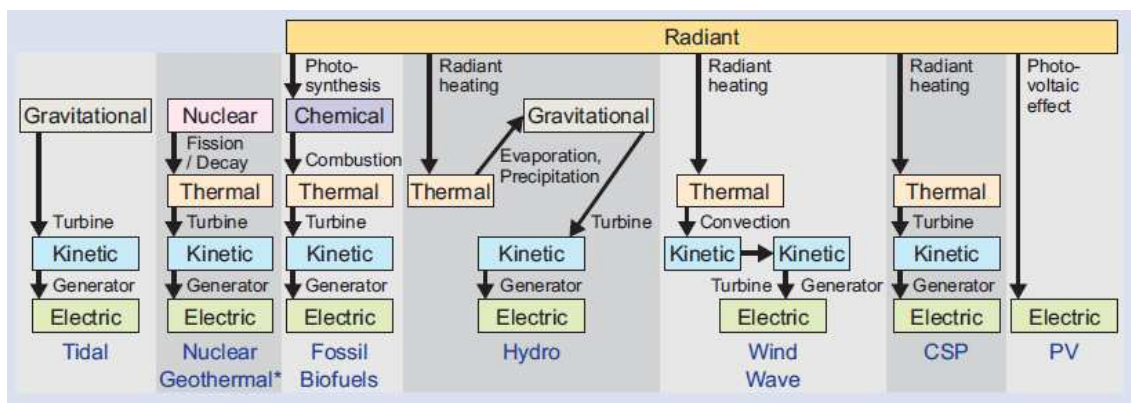 Radiant
Photo-
synthesis
Radiant
heating
Radiant
heating
Radiant
heating
Photo-
voltaic
effect
Gravitational
Nuclear
Chemical
Gravitational
Fission
/ Decay
Combustion
Evaporation,
Precipitation
Thermal
Thermal
Thermal
Thermal
Thermal
Turbine
Turbine
Turbine
Turbine
Convection
Turbine
Kinetic
Kinetic
Kinetic
Kinetic
Kinetic
Kinetic
Kinetic
Generator
Generator
Generator
Generator
Turbine
Generator
Generator
Electric
Electric
Electric
Electric
Electric
Electric
Electric
Tidal
Nuclear
Geothermal*
Fossil
Biofuels
Hydro
Wind
Wave
CSP
PV